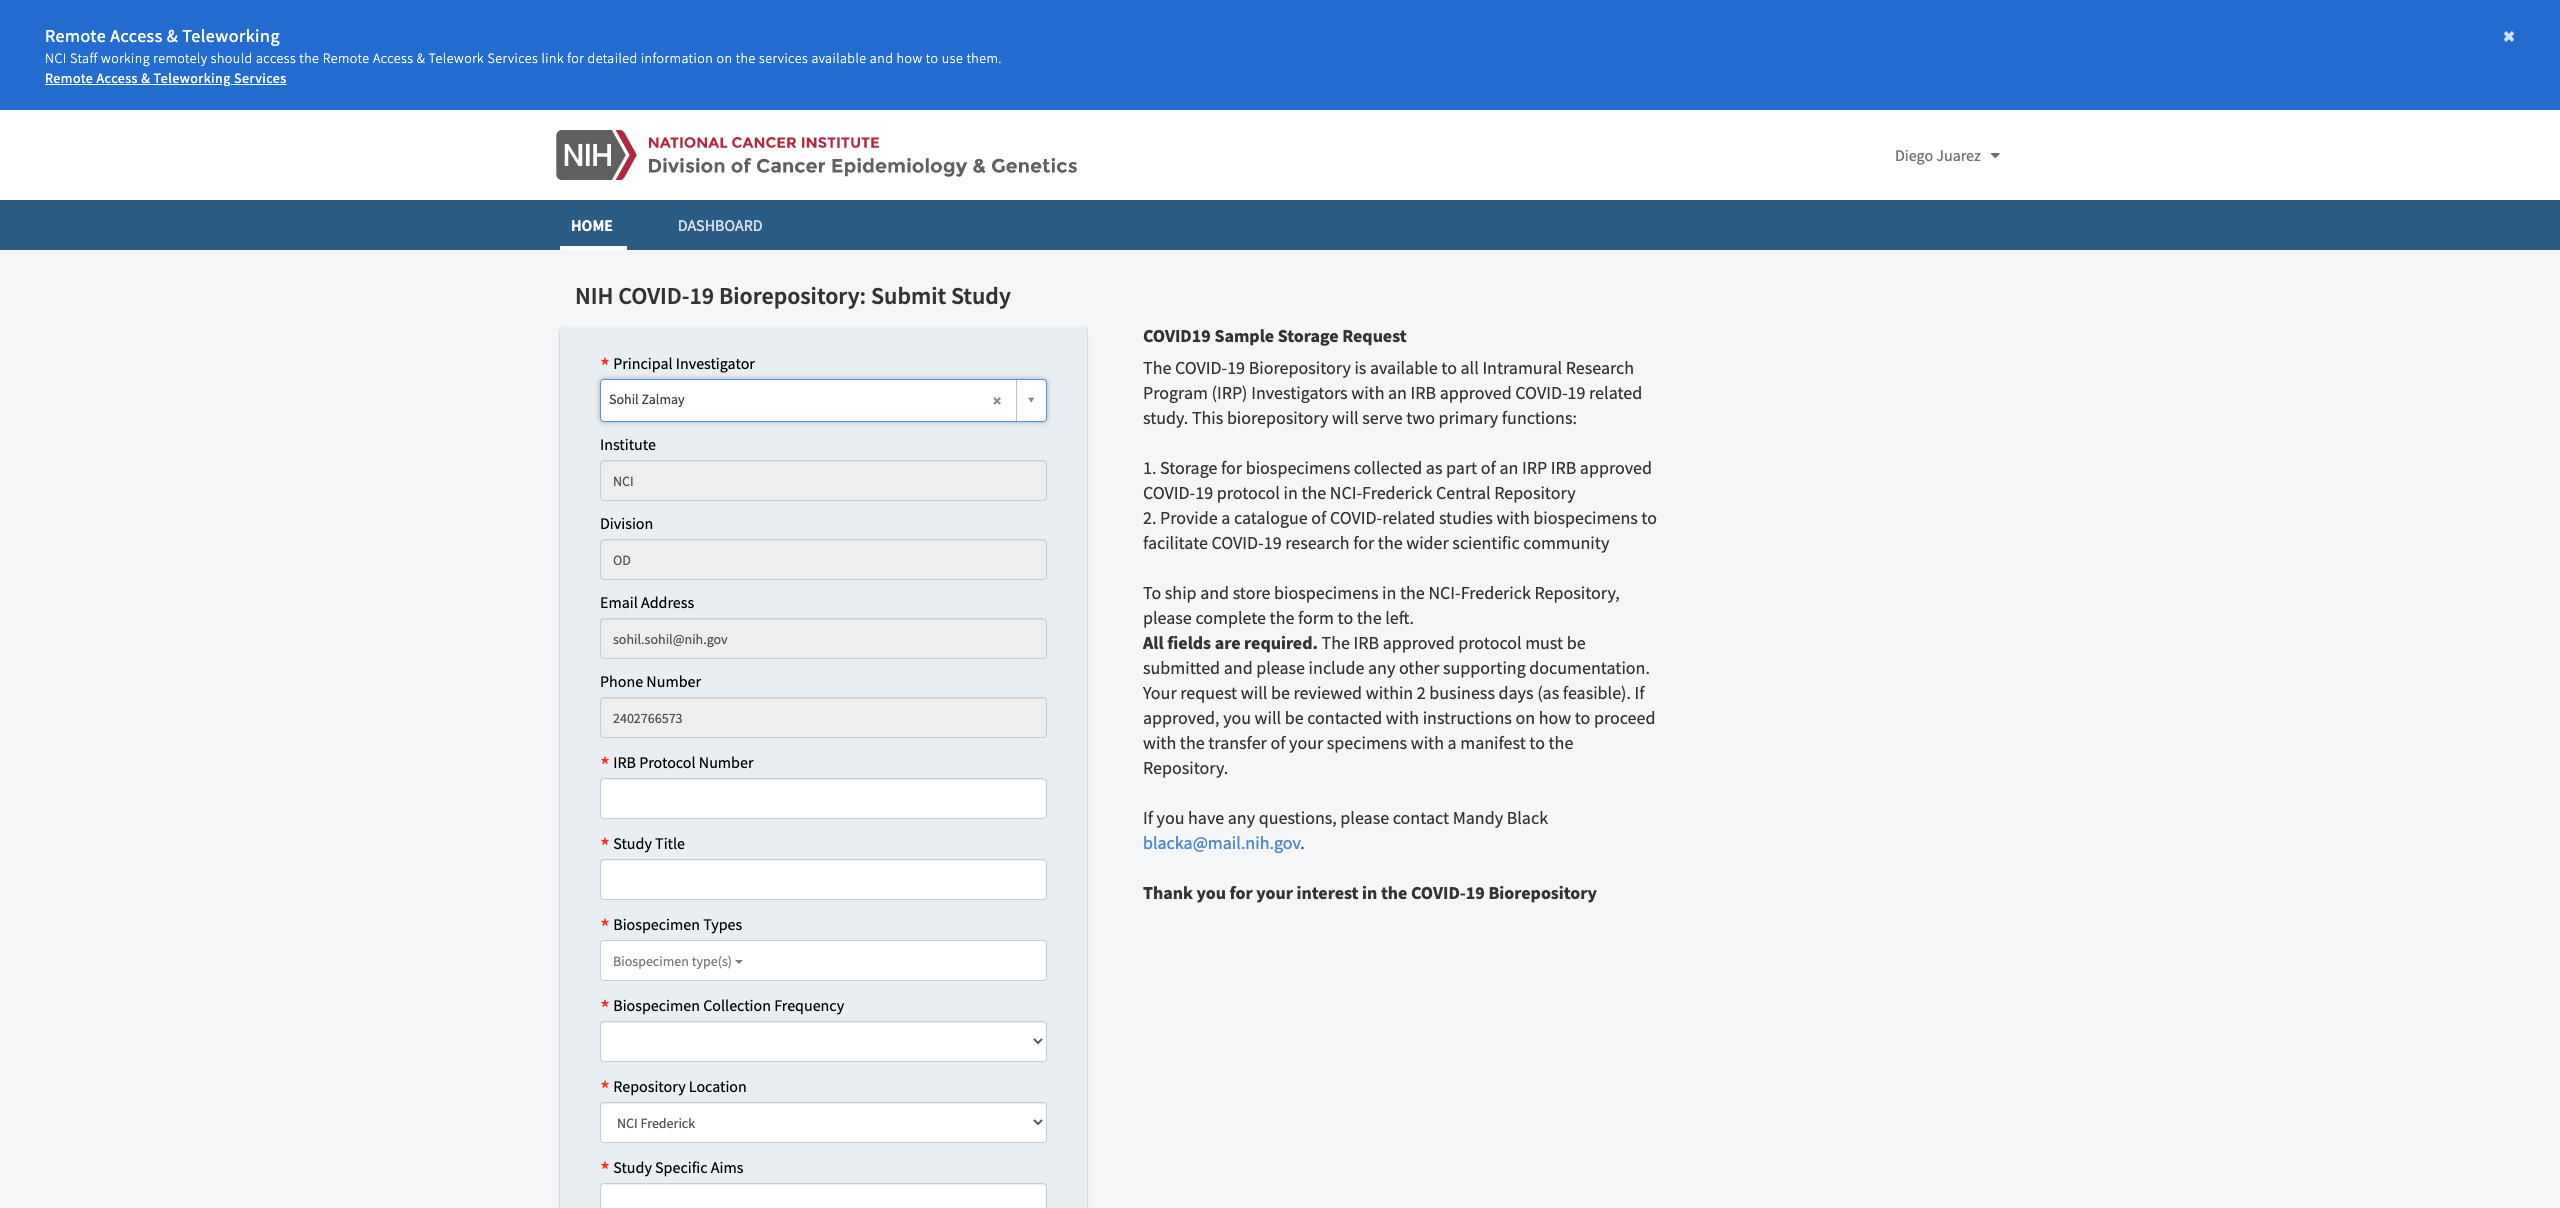 Remote Access & Teleworking
NCI Staff working remotely should access the Remote Access & Telework Services link for detailed information on the services available and how to use them.
Remote Access & Teleworking Services
NIH
NATIONAL CANCER INSTITUTE
Division of Cancer Epidemiology & Genetics
Diego Juarez
HOME
DASHBOARD
NIH COVID-19 Biorepository: Submit Study
* Principal Investigator
Sohil Zalmay
Institute
NCI
Division
OD
Email Address
sohil.sohil@nih.gov
Phone Number
2402766573
* IRB Protocol Number
* Study Title
* Biospecimen Types
Biospecimen type(s)
* Biospecimen Collection Frequency
* Repository Location
NCI Frederick
* Study Specific Aims
COVID19 Sample Storage Request
The COVID-19 Biorepository is available to all Intramural Research
Program (IRP) Investigators with an IRB approved COVID-19 related
study. This biorepository will serve two primary functions:
1. Storage for biospecimens collected as part of an IRP IRB approved
COVID-19 protocol in the NCI-Frederick Central Repository
2. Provide a catalogue of COVID-related studies with biospecimens to
facilitate COVID-19 research for the wider scientific community
To ship and store biospecimens in the NCI-Frederick Repository,
please complete the form to the left.
All fields are required. The IRB approved protocol must be
submitted and please include any other supporting documentation.
Your request will be reviewed within 2 business days (as feasible). If
approved, you will be contacted with instructions on how to proceed
with the transfer of your specimens with a manifest to the
Repository.
If you have any questions, please contact Mandy Black
blacka@mail.nih.gov.
Thank you for your interest in the COVID-19 Biorepository